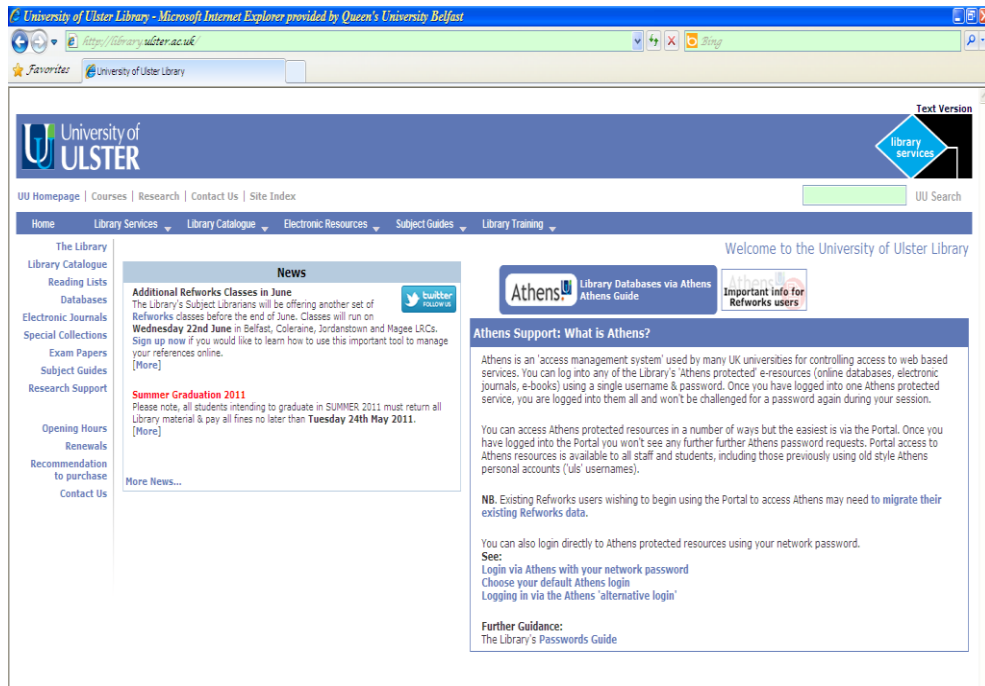 University of Ulster Library - Microsoft Internet Explorer provided by Queen's University Belfast
http://library.ulster.ac.uk/
Bing
Favorites
University of Ulster Library
Text Version
University of
ULSTER
library
services
UU Homepage | Courses | Research | Contact Us | Site Index
UU Search
Home Library Services Library Catalogue Electronic Resources Subject Guides Library Training
The Library
Library Catalogue
Reading Lists
Databases
Electronic Journals
Special Collections
Exam Papers
Subject Guides
Research Support
Opening Hours
Renewals
Recommendation
to purchase
Contact Us
News
Additional Refworks Classes in June
The Library's Subject Librarians will be offering another set of
Refworks classes before the end of June. Classes will run on
Wednesday 22nd June in Belfast, Coleraine, Jordanstown and Magee LRCs.
Sign up now if you would like to learn how to use this important tool to manage
your references online.
[More]
twitter
FOLLOW US
Summer Graduation 2011
Please note, all students intending to graduate in SUMMER 2011 must return all
Library material & pay all fines no later than Tuesday 24th May 2011.
[More]
More News...
Welcome to the University of Ulster Library
Athens
Library Databases via Athens
Athens Guide
Athens
Important info for
Refworks users
Athens Support: What is Athens?
Athens is an 'access management system' used by many UK universities for controlling access to web based
services. You can log into any of the Library's 'Athens protected' e-resources (online databases, electronic
journals, e-books) using a single username & password. Once you have logged into one Athens protected
service, you are logged into them all and won't be challenged for a password again during your session.
You can access Athens protected resources in a number of ways but the easiest is via the Portal. Once you
have logged into the Portal you won't see any further further Athens password requests. Portal access to
Athens resources is available to all staff and students, including those previously using old style Athens
personal accounts ('uls' usernames).
NB. Existing Refworks users wishing to begin using the Portal to access Athens may need to migrate their
existing Refworks data.
You can also login directly to Athens protected resources using your network password.
See:
Login via Athens with your network password
Choose your default Athens login
Logging in via the Athens 'alternative login'
Further Guidance:
The Library's Passwords Guide